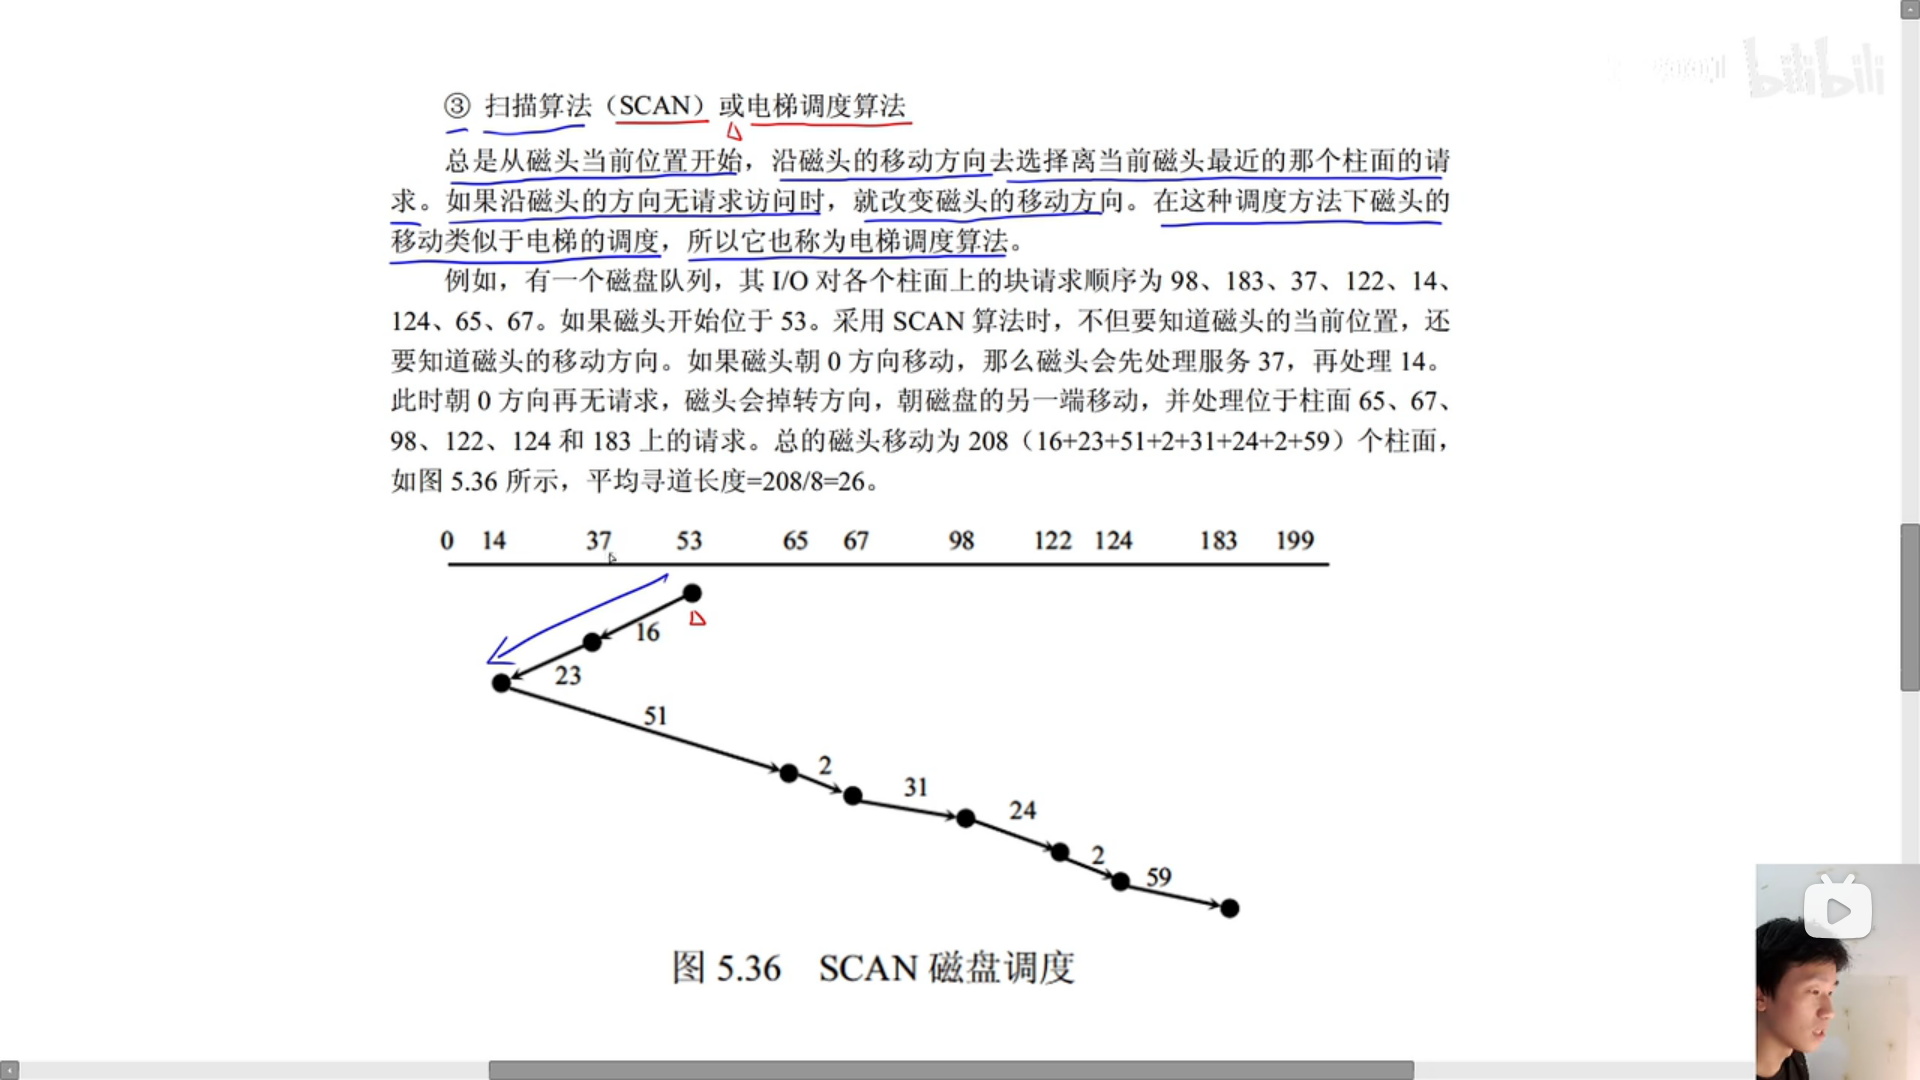 bilibili
③ 扫描算法（SCAN）或电梯调度算法
总是从磁头当前位置开始，沿磁头的移动方向去选择离当前磁头最近的那个柱面的请
求。如果沿磁头的方向无请求访问时，就改变磁头的移动方向。在这种调度方法下磁头的
移动类似于电梯的调度，所以它也称为电梯调度算法。
例如，有一个磁盘队列，其 I/O 对各个柱面上的块请求顺序为 98、183、37、122、14、
124、65、67。如果磁头开始位于 53。采用 SCAN 算法时，不但要知道磁头的当前位置，还
要知道磁头的移动方向。如果磁头朝 0 方向移动，那么磁头会先处理服务 37，再处理 14。
此时朝 0 方向再无请求，磁头会掉转方向，朝磁盘的另一端移动，并处理位于柱面 65、67、
98、122、124 和 183 上的请求。总的磁头移动为 208（16+23+51+2+31+24+2+59）个柱面，
如图 5.36 所示，平均寻道长度=208/8=26。
0 14 37 53 65 67 98 122 124 183 199
16
23
51
2
31
24
2
59
图 5.36 SCAN 磁盘调度